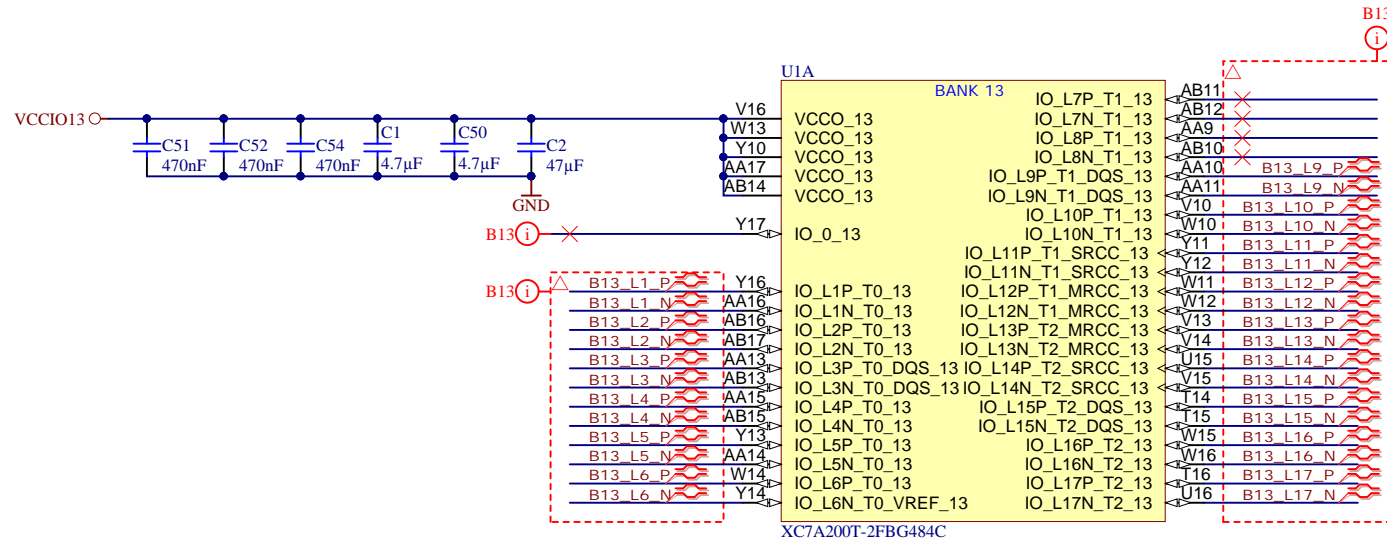 B13
i
U1A
BANK 13
VCCIO13
C51
470nF
C52
470nF
C54
470nF
C1
4.7µF
C50
4.7µF
C2
47µF
GND
V16 VCCO_13
W13 VCCO_13
Y10 VCCO_13
AA17 VCCO_13
AB14 VCCO_13
B13 i Y17 IO_0_13
B13 i
B13_L1_P Y16 IO_L1P_T0_13
B13_L1_N AA16 IO_L1N_T0_13
B13_L2_P AB16 IO_L2P_T0_13
B13_L2_N AB17 IO_L2N_T0_13
B13_L3_P AA13 IO_L3P_T0_DQS_13
B13_L3_N AB13 IO_L3N_T0_DQS_13
B13_L4_P AA15 IO_L4P_T0_13
B13_L4_N AB15 IO_L4N_T0_13
B13_L5_P Y13 IO_L5P_T0_13
B13_L5_N AA14 IO_L5N_T0_13
B13_L6_P W14 IO_L6P_T0_13
B13_L6_N Y14 IO_L6N_T0_VREF_13
IO_L7P_T1_13 AB11
IO_L7N_T1_13 AB12
IO_L8P_T1_13 AA9
IO_L8N_T1_13 AB10
IO_L9P_T1_DQS_13 AA10 B13_L9_P
IO_L9N_T1_DQS_13 AA11 B13_L9_N
IO_L10P_T1_13 V10 B13_L10_P
IO_L10N_T1_13 W10 B13_L10_N
IO_L11P_T1_SRCC_13 Y11 B13_L11_P
IO_L11N_T1_SRCC_13 Y12 B13_L11_N
IO_L12P_T1_MRCC_13 W11 B13_L12_P
IO_L12N_T1_MRCC_13 W12 B13_L12_N
IO_L13P_T2_MRCC_13 V13 B13_L13_P
IO_L13N_T2_MRCC_13 V14 B13_L13_N
IO_L14P_T2_SRCC_13 U15 B13_L14_P
IO_L14N_T2_SRCC_13 V15 B13_L14_N
IO_L15P_T2_DQS_13 T14 B13_L15_P
IO_L15N_T2_DQS_13 T15 B13_L15_N
IO_L16P_T2_13 W15 B13_L16_P
IO_L16N_T2_13 W16 B13_L16_N
IO_L17P_T2_13 T16 B13_L17_P
IO_L17N_T2_13 U16 B13_L17_N
XC7A200T-2FBG484C